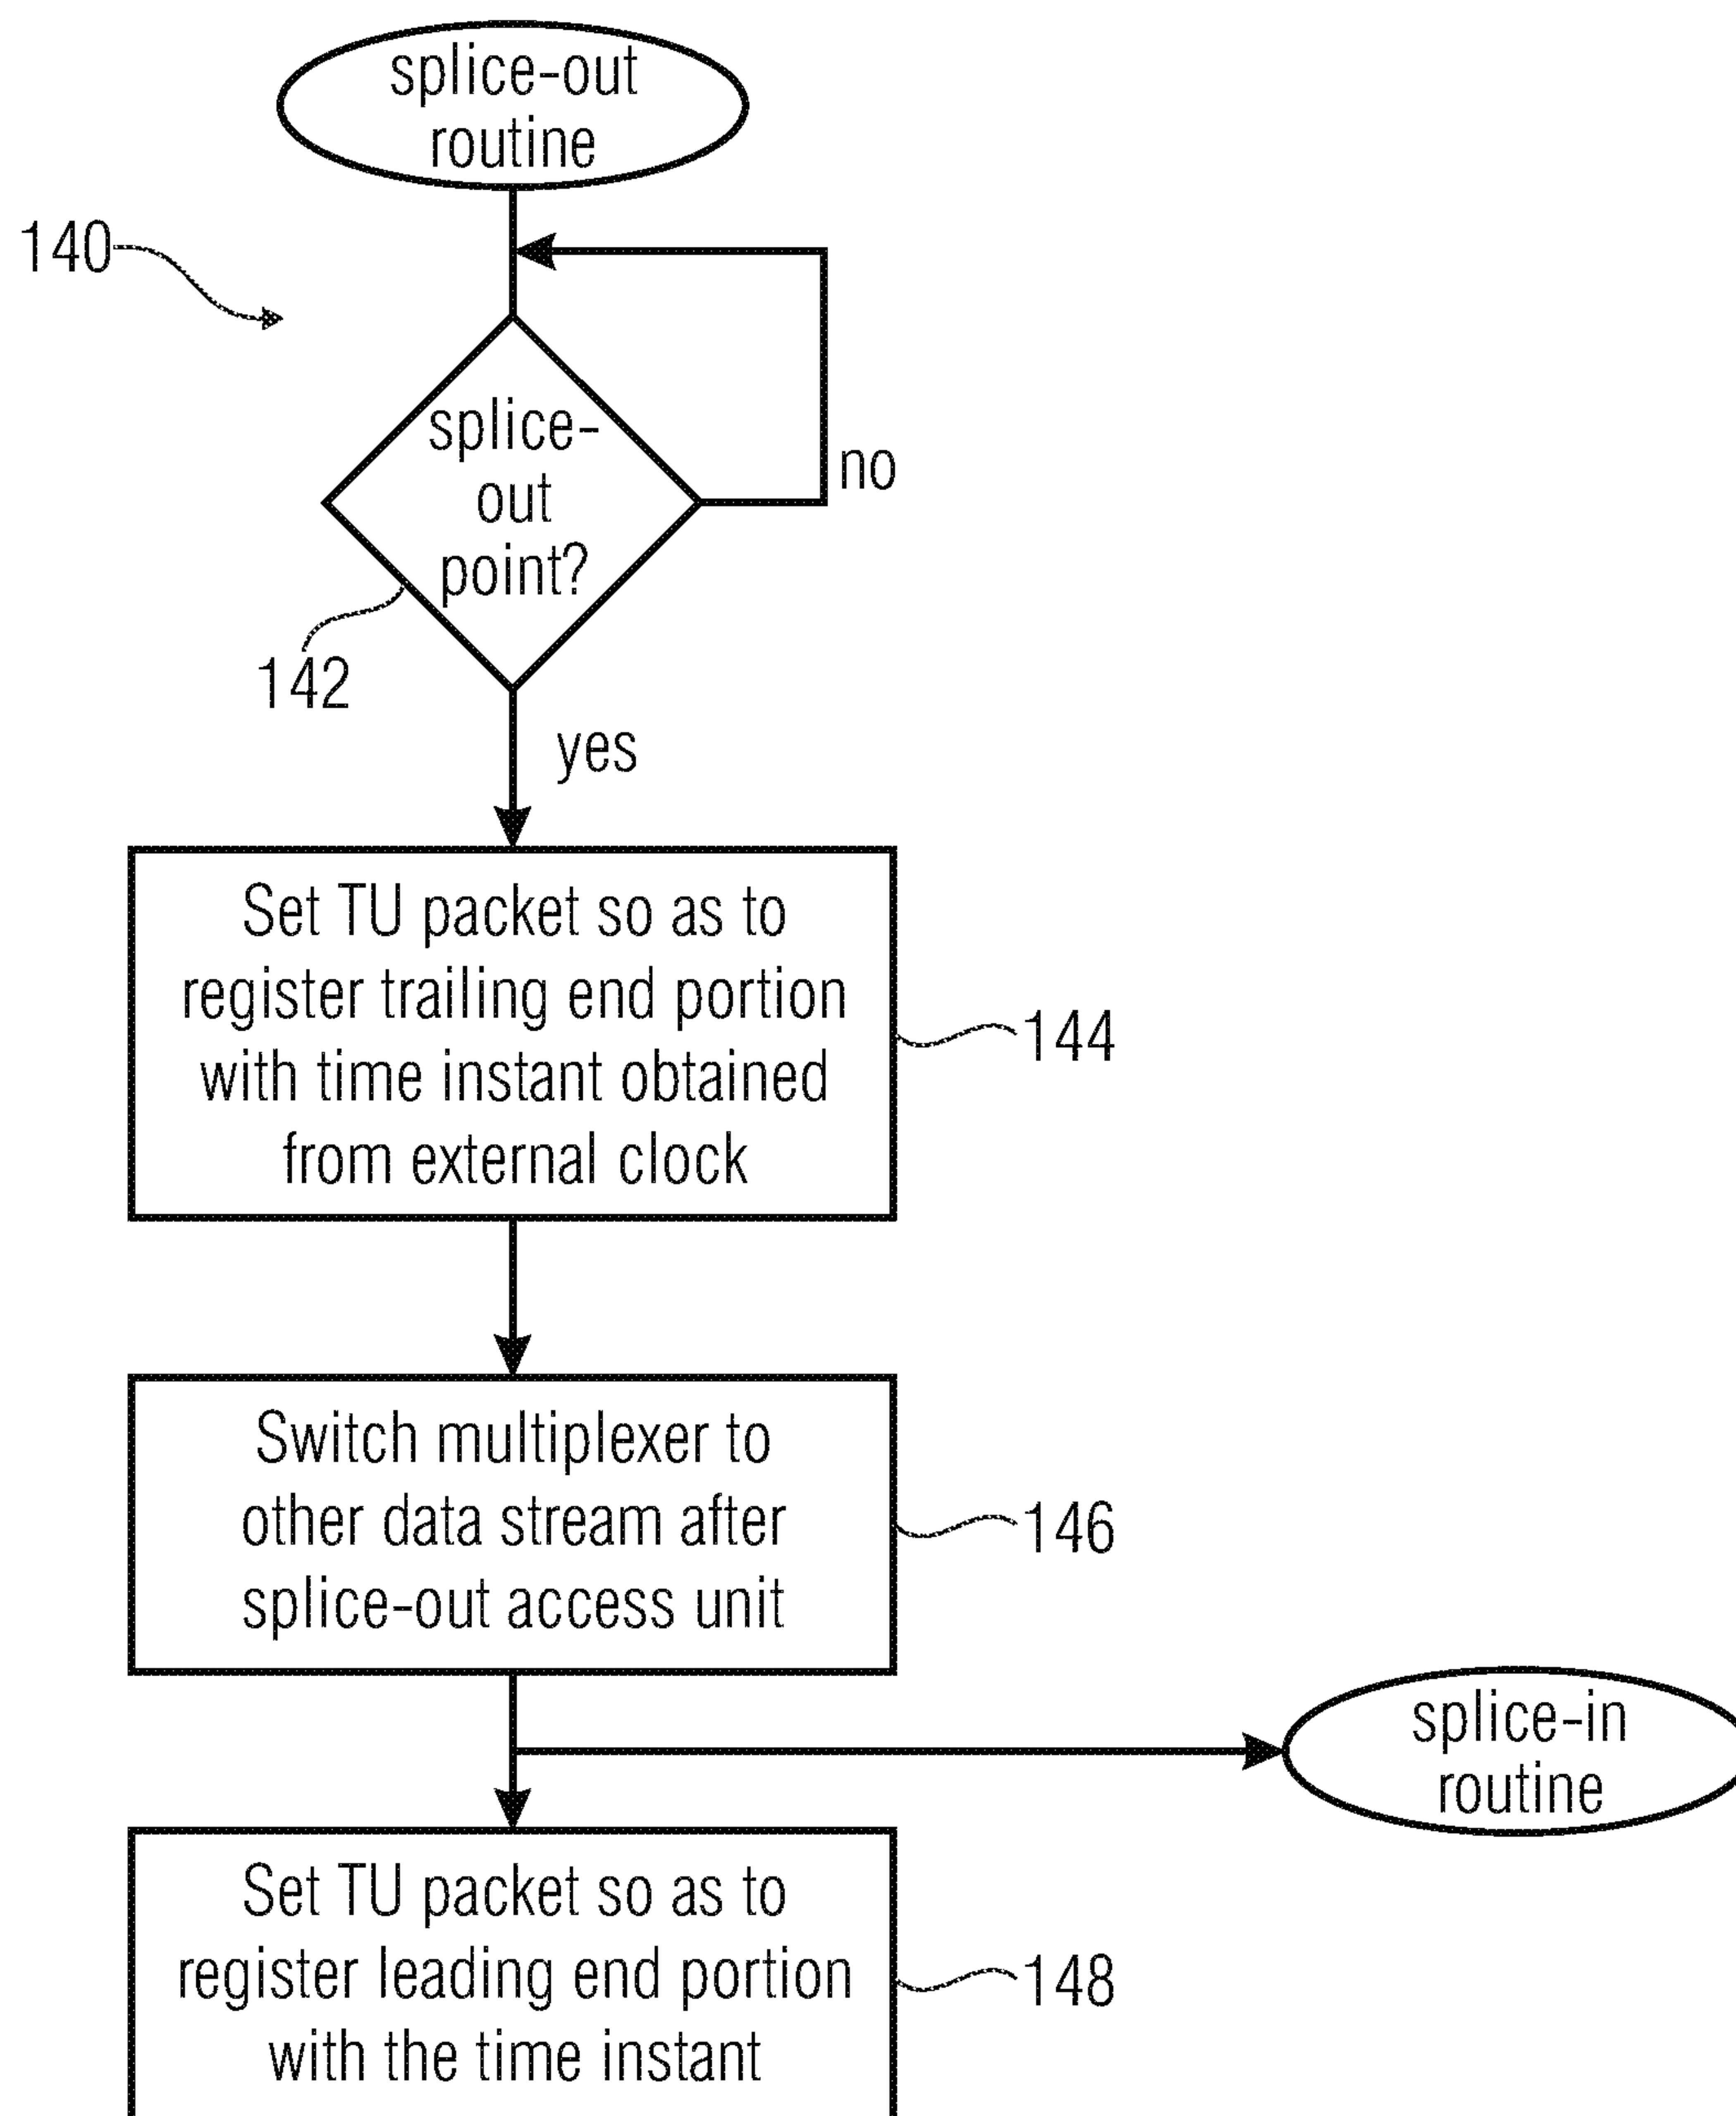 splice-out
routine
140
splice-
out
point?
no
142
yes
Set TU packet so as to
register trailing end portion
with time instant obtained
from external clock
144
Switch multiplexer to
other data stream after
splice-out access unit
146
splice-in
routine
Set TU packet so as to
register leading end portion
with the time instant
148